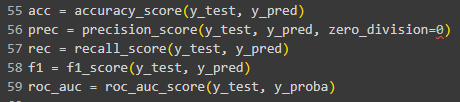 55 acc = accuracy_score(y_test, y_pred)
56 prec = precision_score(y_test, y_pred, zero_division=0)
57 rec = recall_score(y_test, y_pred)
58 f1 = f1_score(y_test, y_pred)
59 roc_auc = roc_auc_score(y_test, y_proba)